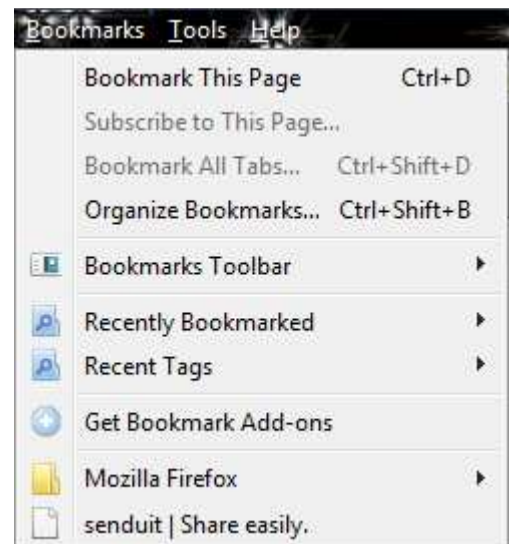 Bookmarks Tools Help
Bookmark This Page Ctrl+D
Subscribe to This Page...
Bookmark All Tabs... Ctrl+Shift+D
Organize Bookmarks... Ctrl+Shift+B
Bookmarks Toolbar
Recently Bookmarked
Recent Tags
Get Bookmark Add-ons
Mozilla Firefox
senduit | Share easily.